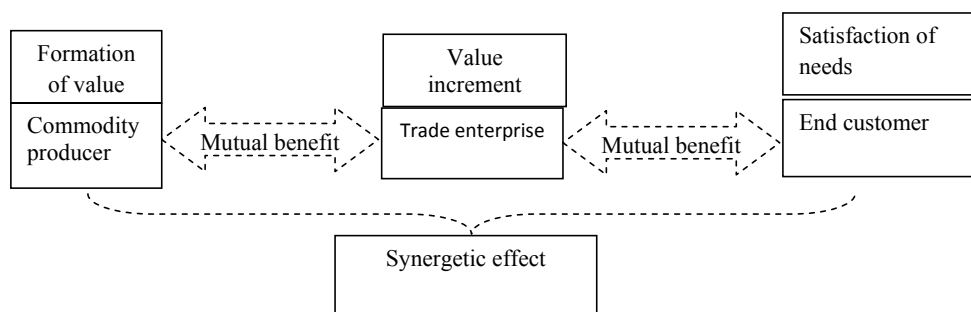 Formation
of value
Commodity
producer
Mutual benefit
Value
increment
Trade enterprise
Mutual benefit
Satisfaction of
needs
End customer
Synergetic effect